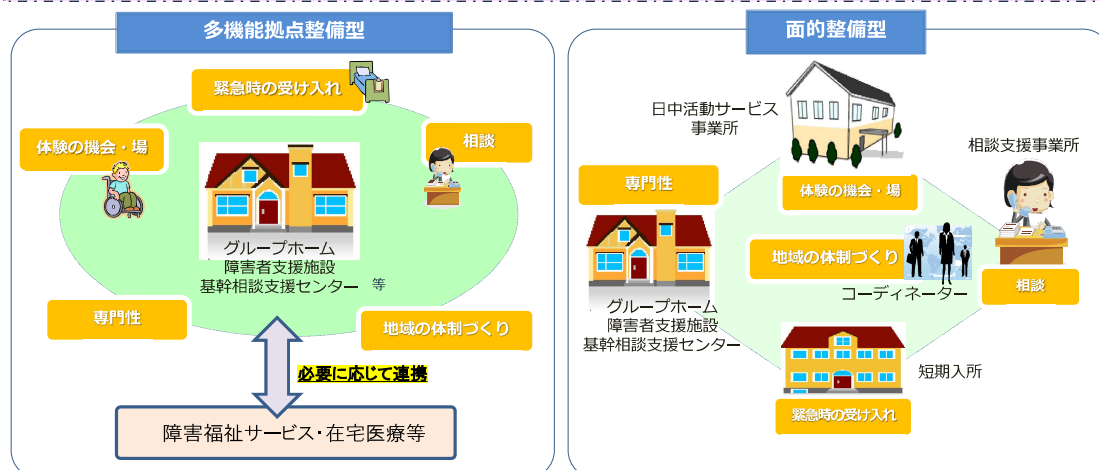 多機能拠点整備型
緊急時の受け入れ
体験の機会・場
相談
グループホーム
障害者支援施設
基幹相談支援センター 等
専門性
地域の体制づくり
必要に応じて連携
障害福祉サービス・在宅医療等
面的整備型
日中活動サービス
事業所
相談支援事業所
専門性
体験の機会・場
地域の体制づくり
コーディネーター
相談
グループホーム
障害者支援施設
基幹相談支援センター
短期入所
緊急時の受け入れ